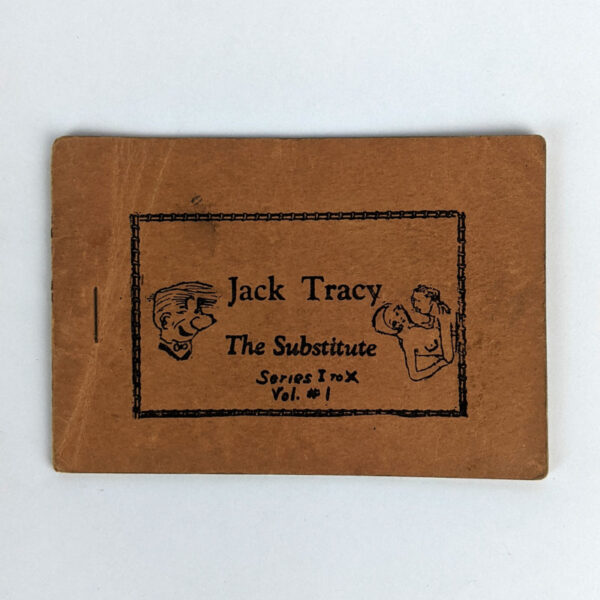 Jack Tracy
The Substitute
Series I to X
Vol. #1